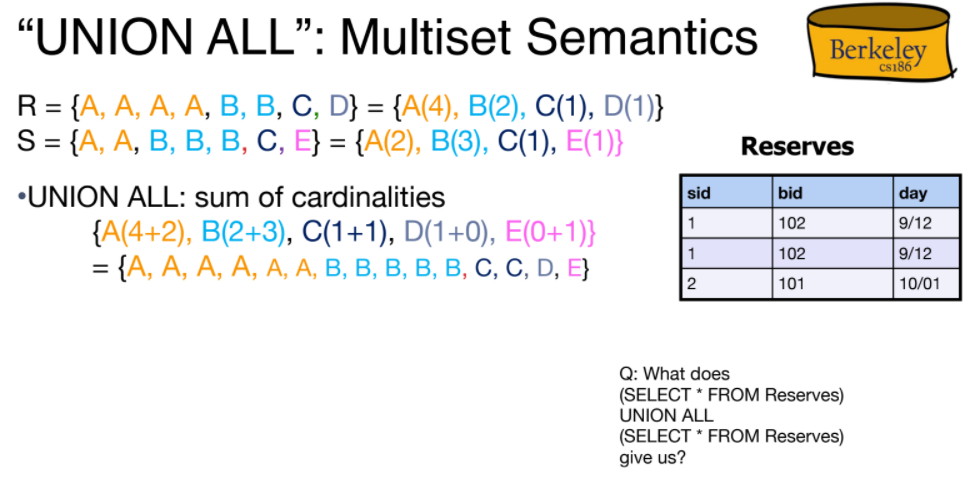 “UNION ALL”: Multiset Semantics
Berkeley
cs186
R = {A, A, A, A, B, B, C, D} = {A(4), B(2), C(1), D(1)}
S = {A, A, B, B, B, C, E} = {A(2), B(3), C(1), E(1)}
•UNION ALL: sum of cardinalities
{A(4+2), B(2+3), C(1+1), D(1+0), E(0+1)}
= {A, A, A, A, A, A, B, B, B, B, B, C, C, D, E}
Reserves
sid bid day
1 102 9/12
1 102 9/12
2 101 10/01
Q: What does
(SELECT * FROM Reserves)
UNION ALL
(SELECT * FROM Reserves)
give us?